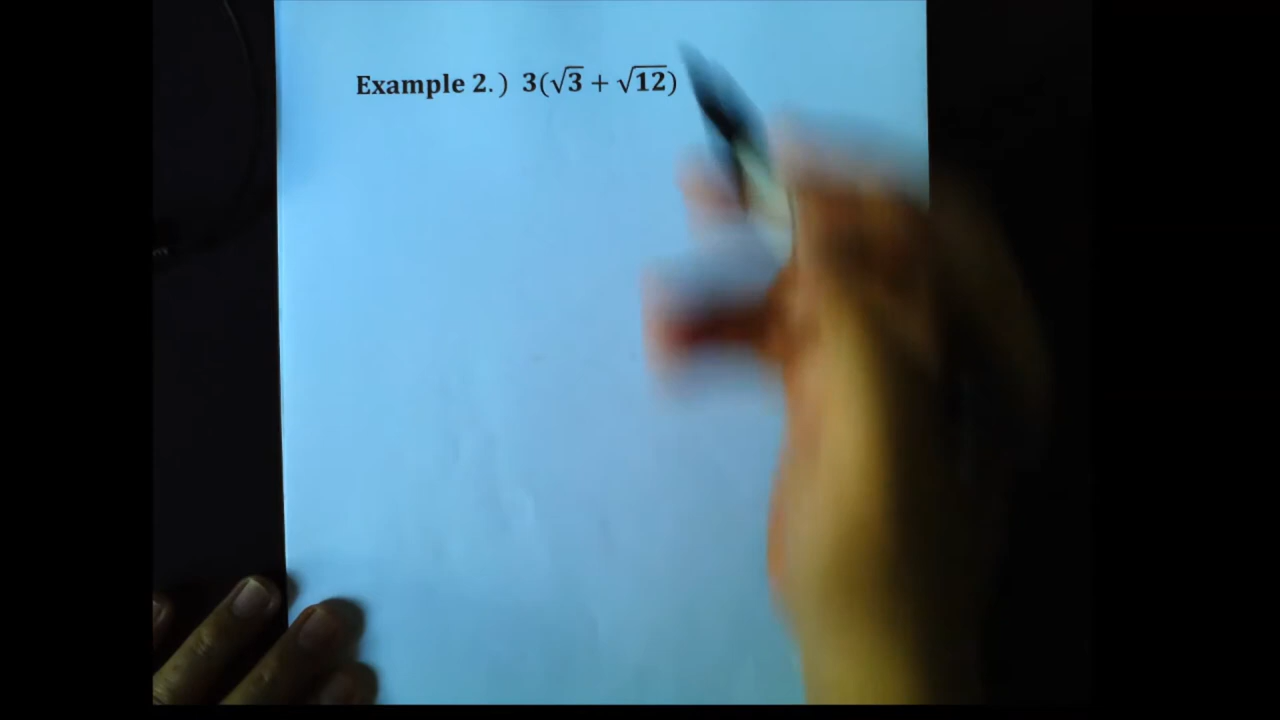 Example 2.) 3(√3 + √12)